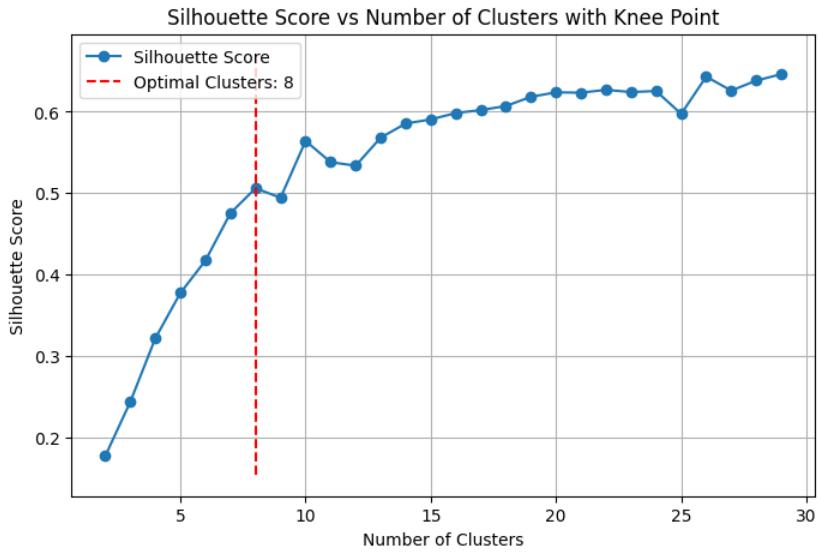 Silhouette Score vs Number of Clusters with Knee Point
Silhouette Score
Optimal Clusters: 8
Silhouette Score
0.6
0.5
0.4
0.3
0.2
5 10 15 20 25 30
Number of Clusters